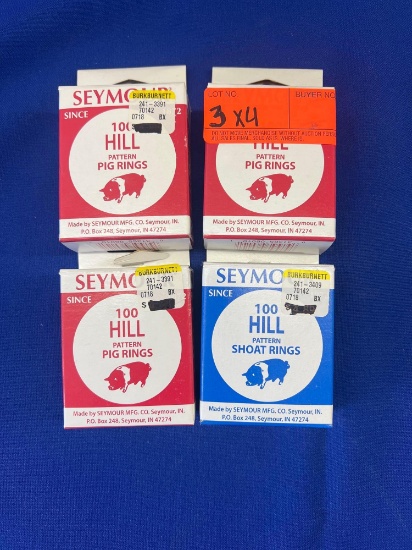 SEYMOUR
BURKBURNETT
241-3391
70142
0718 BX
SINCE
100
HILL
PATTERN
PIG RINGS
Made by SEYMOUR MFG. CO. Seymour, IN.
P.O. Box 248, Seymour, IN 47274
LOT NO.
BUYER NO
3 x4
HILL
PATTERN
PIG RINGS
Made by SEYMOUR MFG. CO. Seymour, IN.
P.O. Box 248, Seymour, IN 47274
SEYMOUR
BURKBURNETT
241-3391
70142
0718 BX
S
SINCE
100
HILL
PATTERN
PIG RINGS
Made by SEYMOUR MFG. CO. Seymour, IN.
P.O. Box 248, Seymour, IN 47274
SEYMOUR
BURKBURNETT
241-3409
70142
0718 BX
SINCE
100
HILL
PATTERN
SHOAT RINGS
Made by SEYMOUR MFG. CO. Seymour, IN.
P.O. Box 248, Seymour, IN 47274